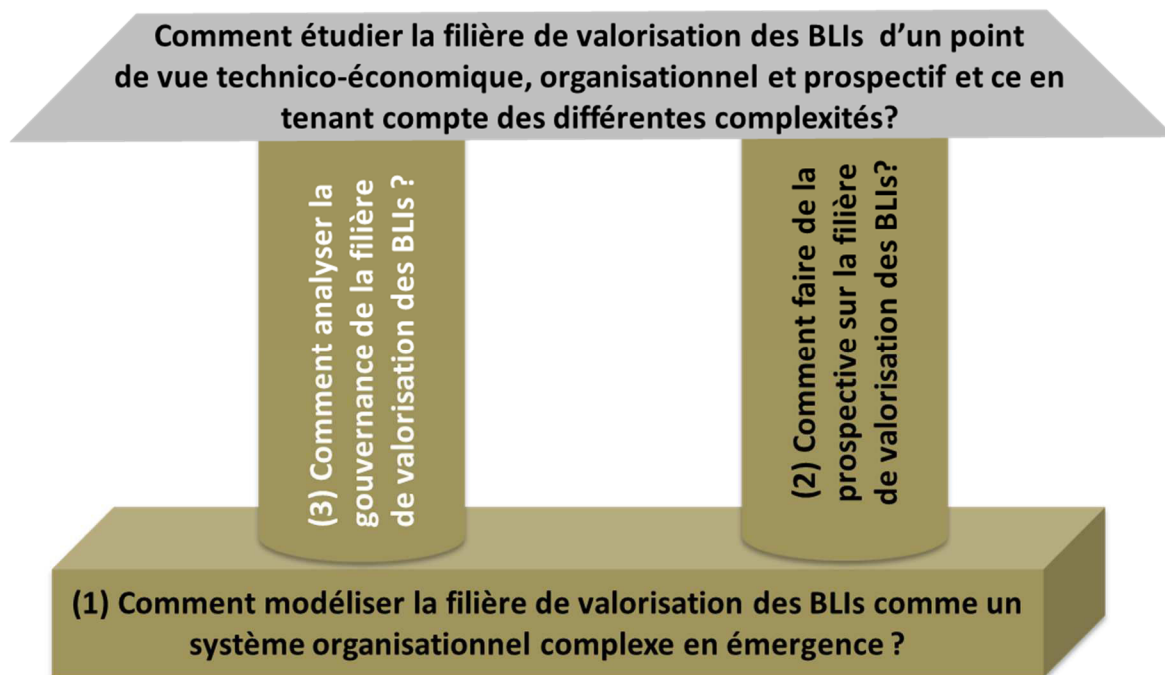 Comment étudier la filière de valorisation des BLIs d’un point
de vue technico-économique, organisationnel et prospectif et ce en
tenant compte des différentes complexités?
(3) Comment analyser la
gouvernance de la filière
de valorisation des BLIs ?
(2) Comment faire de la
prospective sur la filière
de valorisation des BLIs?
(1) Comment modéliser la filière de valorisation des BLIs comme un
système organisationnel complexe en émergence ?